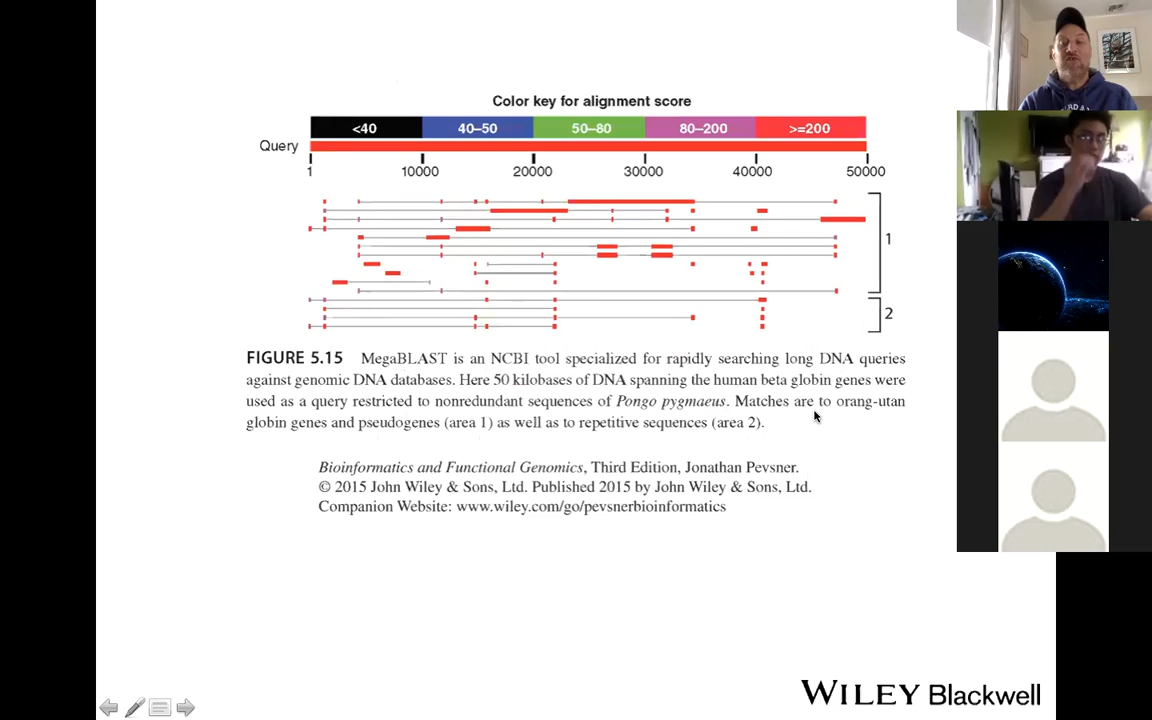 Color key for alignment score
<40 40–50 50–80 80–200 >=200
Query
1 10000 20000 30000 40000 50000
1
2
FIGURE 5.15 MegaBLAST is an NCBI tool specialized for rapidly searching long DNA queries
against genomic DNA databases. Here 50 kilobases of DNA spanning the human beta globin genes were
used as a query restricted to nonredundant sequences of Pongo pygmaeus. Matches are to orang-utan
globin genes and pseudogenes (area 1) as well as to repetitive sequences (area 2).
Bioinformatics and Functional Genomics, Third Edition, Jonathan Pevsner.
© 2015 John Wiley & Sons, Ltd. Published 2015 by John Wiley & Sons, Ltd.
Companion Website: www.wiley.com/go/pevsnerbioinformatics
WILEY Blackwell